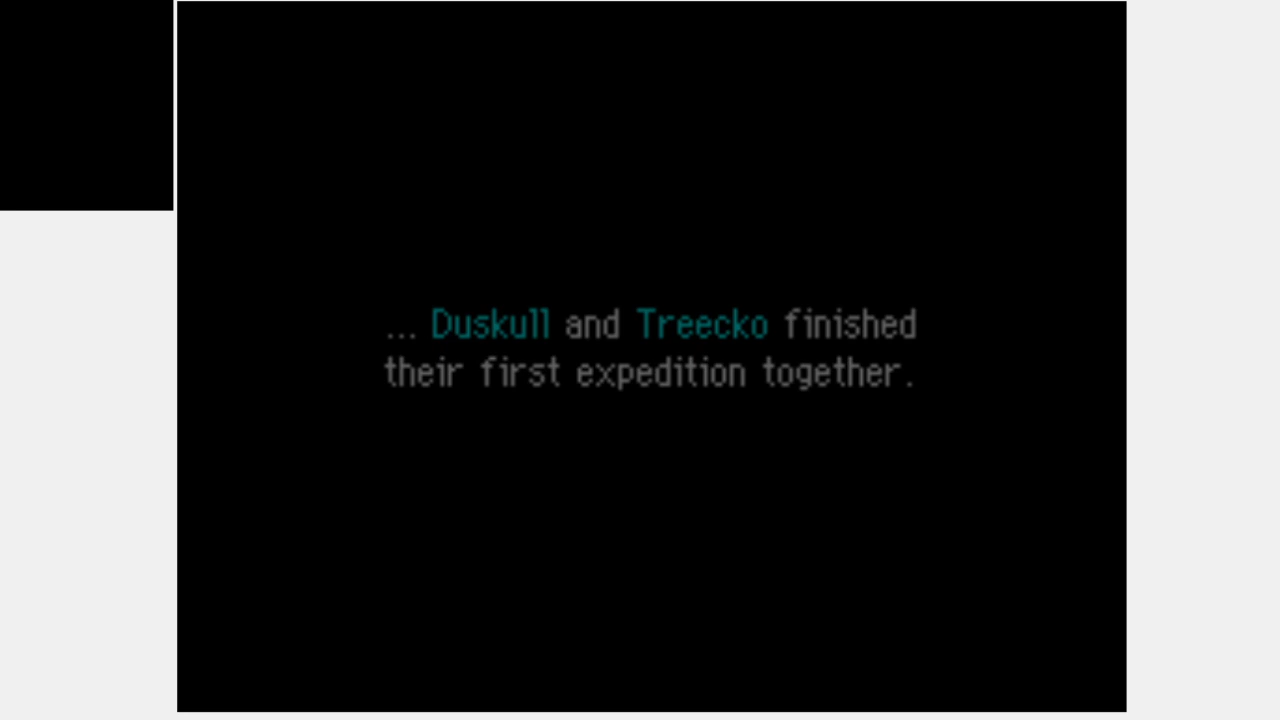 ... Duskull and Treecko finished
their first expedition together.